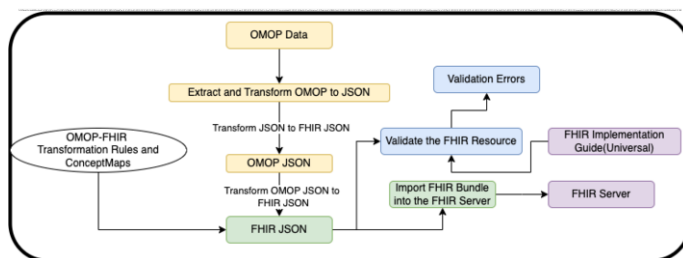 OMOP Data
Extract and Transform OMOP to JSON
Validation Errors
Transform JSON to FHIR JSON
OMOP-FHIR
Transformation Rules and
ConceptMaps
Validate the FHIR Resource
FHIR Implementation
Guide(Universal)
OMOP JSON
Transform OMOP JSON to
FHIR JSON
Import FHIR Bundle
into the FHIR Server
FHIR Server
FHIR JSON